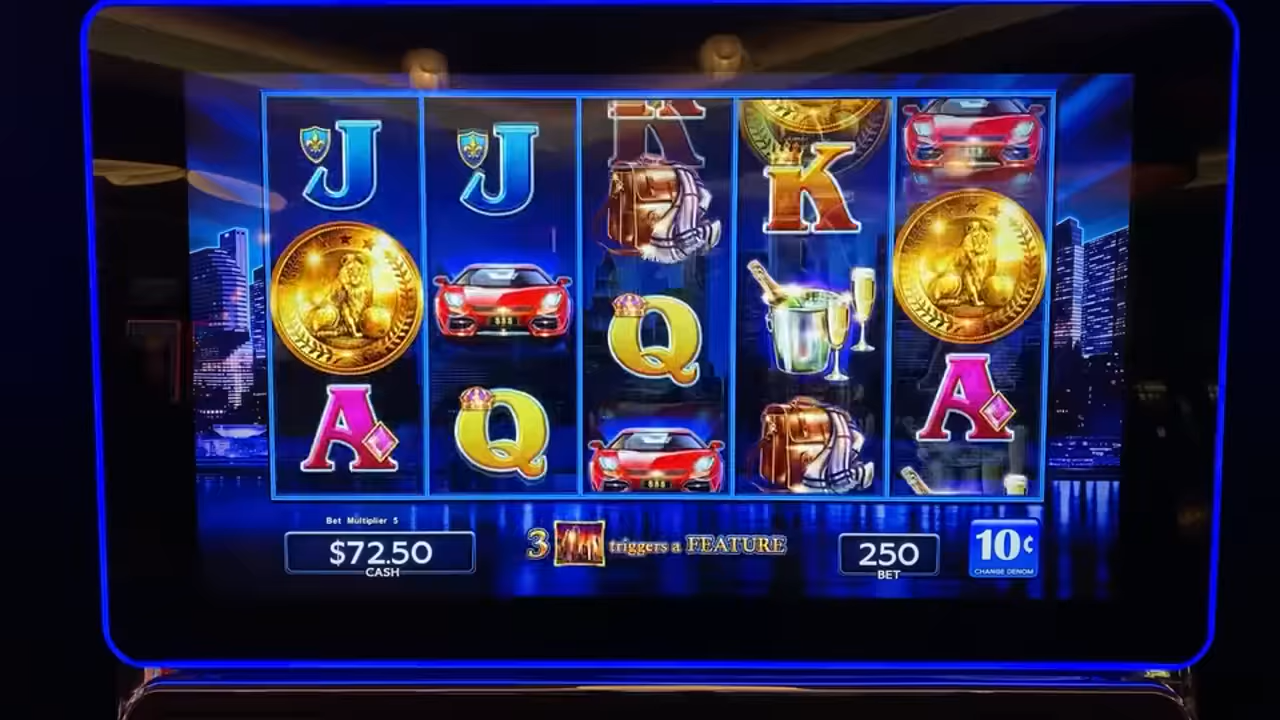 J J K K
A Q Q A
Bet Multiplier 5
$72.50
CASH
3 triggers a FEATURE
250
BET
10¢
CHANGE DENOM